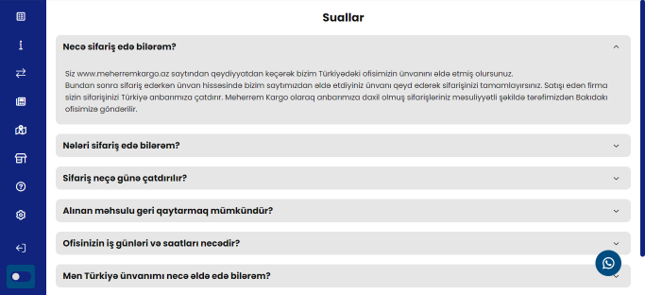 Suallar
Necə sifariş edə bilərəm?
Siz www.meherremkargo.az saytından qeydiyyatdan keçərək bizim Türkiyədəki ofisimizin ünvanını əldə etmiş olursunuz.
Bundan sonra sifariş edərkən ünvan hissəsində bizim saytımızdan əldə etdiyiniz ünvanı qeyd edərək sifarişinizi tamamlayırsınız. Satışı edən firma
sizin sifarişinizi Türkiyə anbarımıza çatdırır. Meherrem Kargo olaraq anbarımıza daxil olmuş sifarişləriniz məsuliyyətli şəkildə tərəfimizdən Bakıdakı
ofisimizə göndərilir.
Nələri sifariş edə bilərəm?
Sifariş neçə günə çatdırılır?
Alınan məhsulu geri qaytarmaq mümkündür?
Ofisinizin iş günləri və saatları necədir?
Mən Türkiyə ünvanımı necə əldə edə bilərəm?